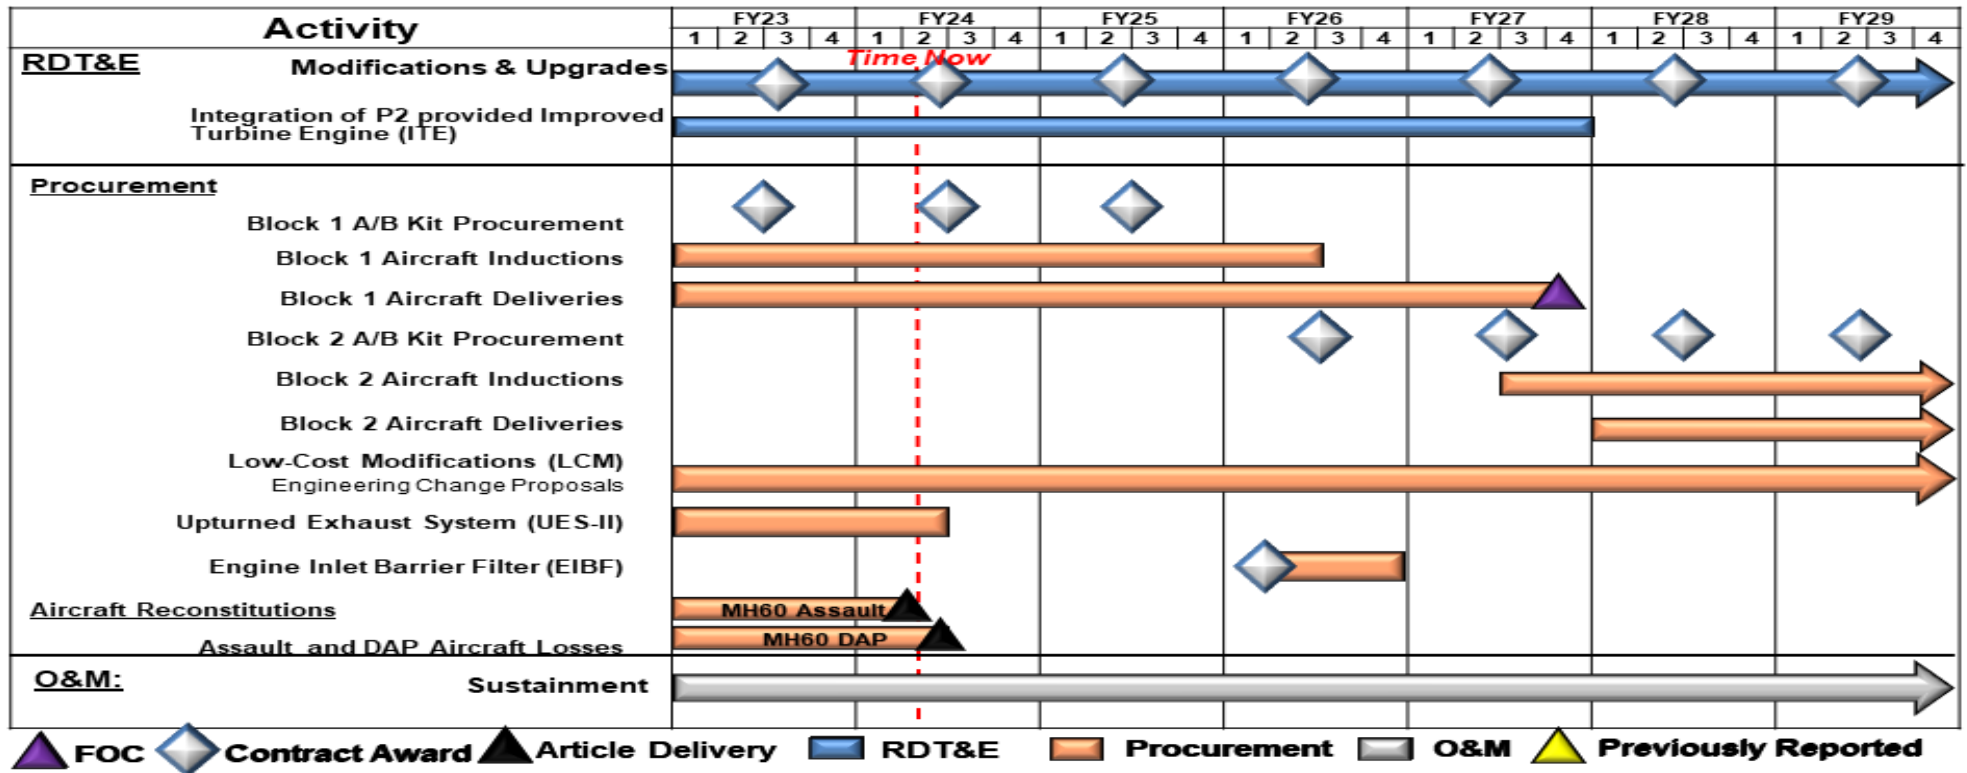 Activity
FY23 FY24 FY25 FY26 FY27 FY28 FY29
1 2 3 4 1 2 3 4 1 2 3 4 1 2 3 4 1 2 3 4 1 2 3 4 1 2 3 4
Time Now
RDT&E
Modifications & Upgrades
Integration of P2 provided Improved
Turbine Engine (ITE)
Procurement
Block 1 A/B Kit Procurement
Block 1 Aircraft Inductions
Block 1 Aircraft Deliveries
Block 2 A/B Kit Procurement
Block 2 Aircraft Inductions
Block 2 Aircraft Deliveries
Low-Cost Modifications (LCM)
Engineering Change Proposals
Upturned Exhaust System (UES-II)
Engine Inlet Barrier Filter (EIBF)
Aircraft Reconstitutions
MH60 Assault
Assault and DAP Aircraft Losses
MH60 DAP
O&M:
Sustainment
FOC Contract Award Article Delivery RDT&E Procurement O&M Previously Reported